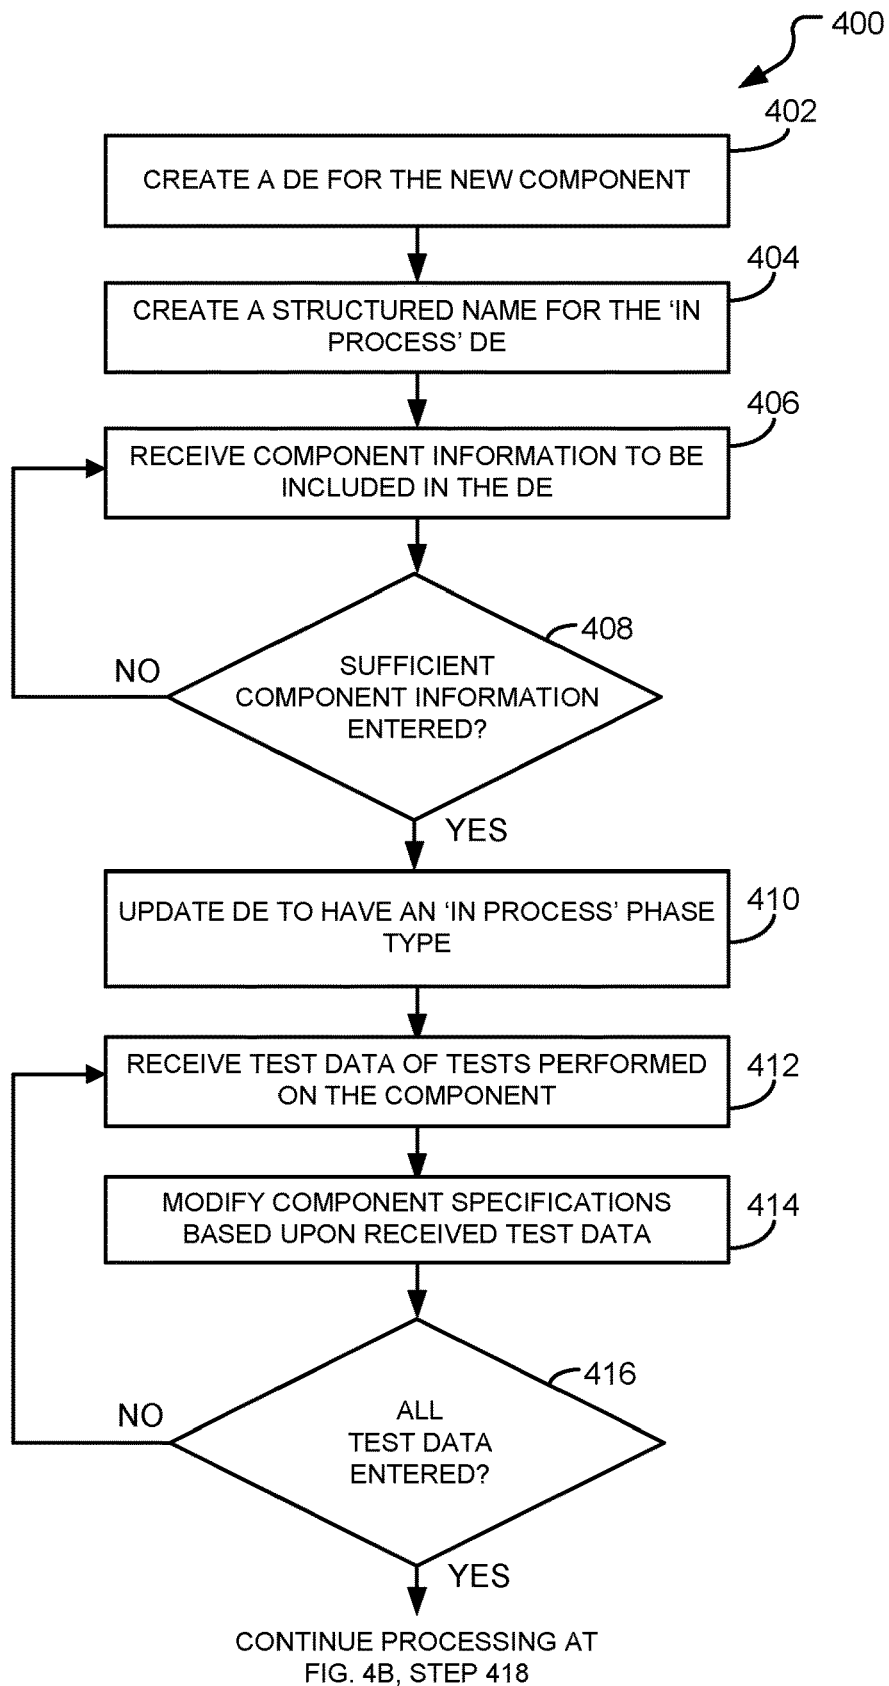 400
402
CREATE A DE FOR THE NEW COMPONENT
404
CREATE A STRUCTURED NAME FOR THE ‘IN
PROCESS’ DE
406
RECEIVE COMPONENT INFORMATION TO BE
INCLUDED IN THE DE
408
NO
SUFFICIENT
COMPONENT INFORMATION
ENTERED?
YES
410
UPDATE DE TO HAVE AN ‘IN PROCESS’ PHASE
TYPE
RECEIVE TEST DATA OF TESTS PERFORMED
ON THE COMPONENT
412
MODIFY COMPONENT SPECIFICATIONS
BASED UPON RECEIVED TEST DATA
414
416
NO
ALL
TEST DATA
ENTERED?
YES
CONTINUE PROCESSING AT
FIG. 4B, STEP 418